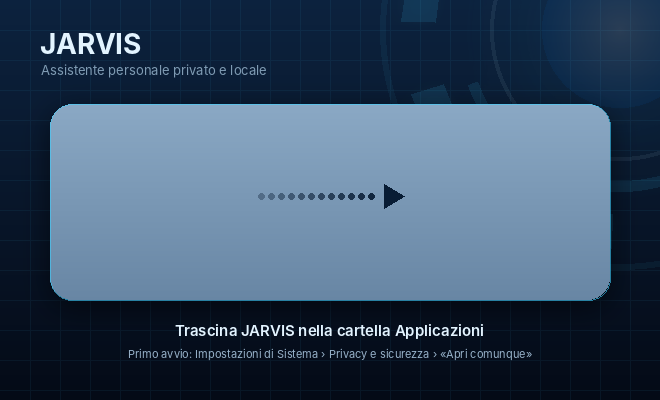 JARVIS
Assistente personale privato e locale
Trascina JARVIS nella cartella Applicazioni
Primo avvio: Impostazioni di Sistema › Privacy e sicurezza › «Apri comunque»